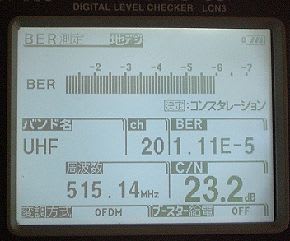 DIGITAL LEVEL CHECKER LCN3
BER測定 地デジ
-2 -3 -4 -5 -6 -7
BER
決定:コンスタレーション
バンド名 ch BER
UHF 20 1.11E-5
周波数 C/N
515.14MHz 23.2dB
変調方式 OFDM ブースター給電 OFF